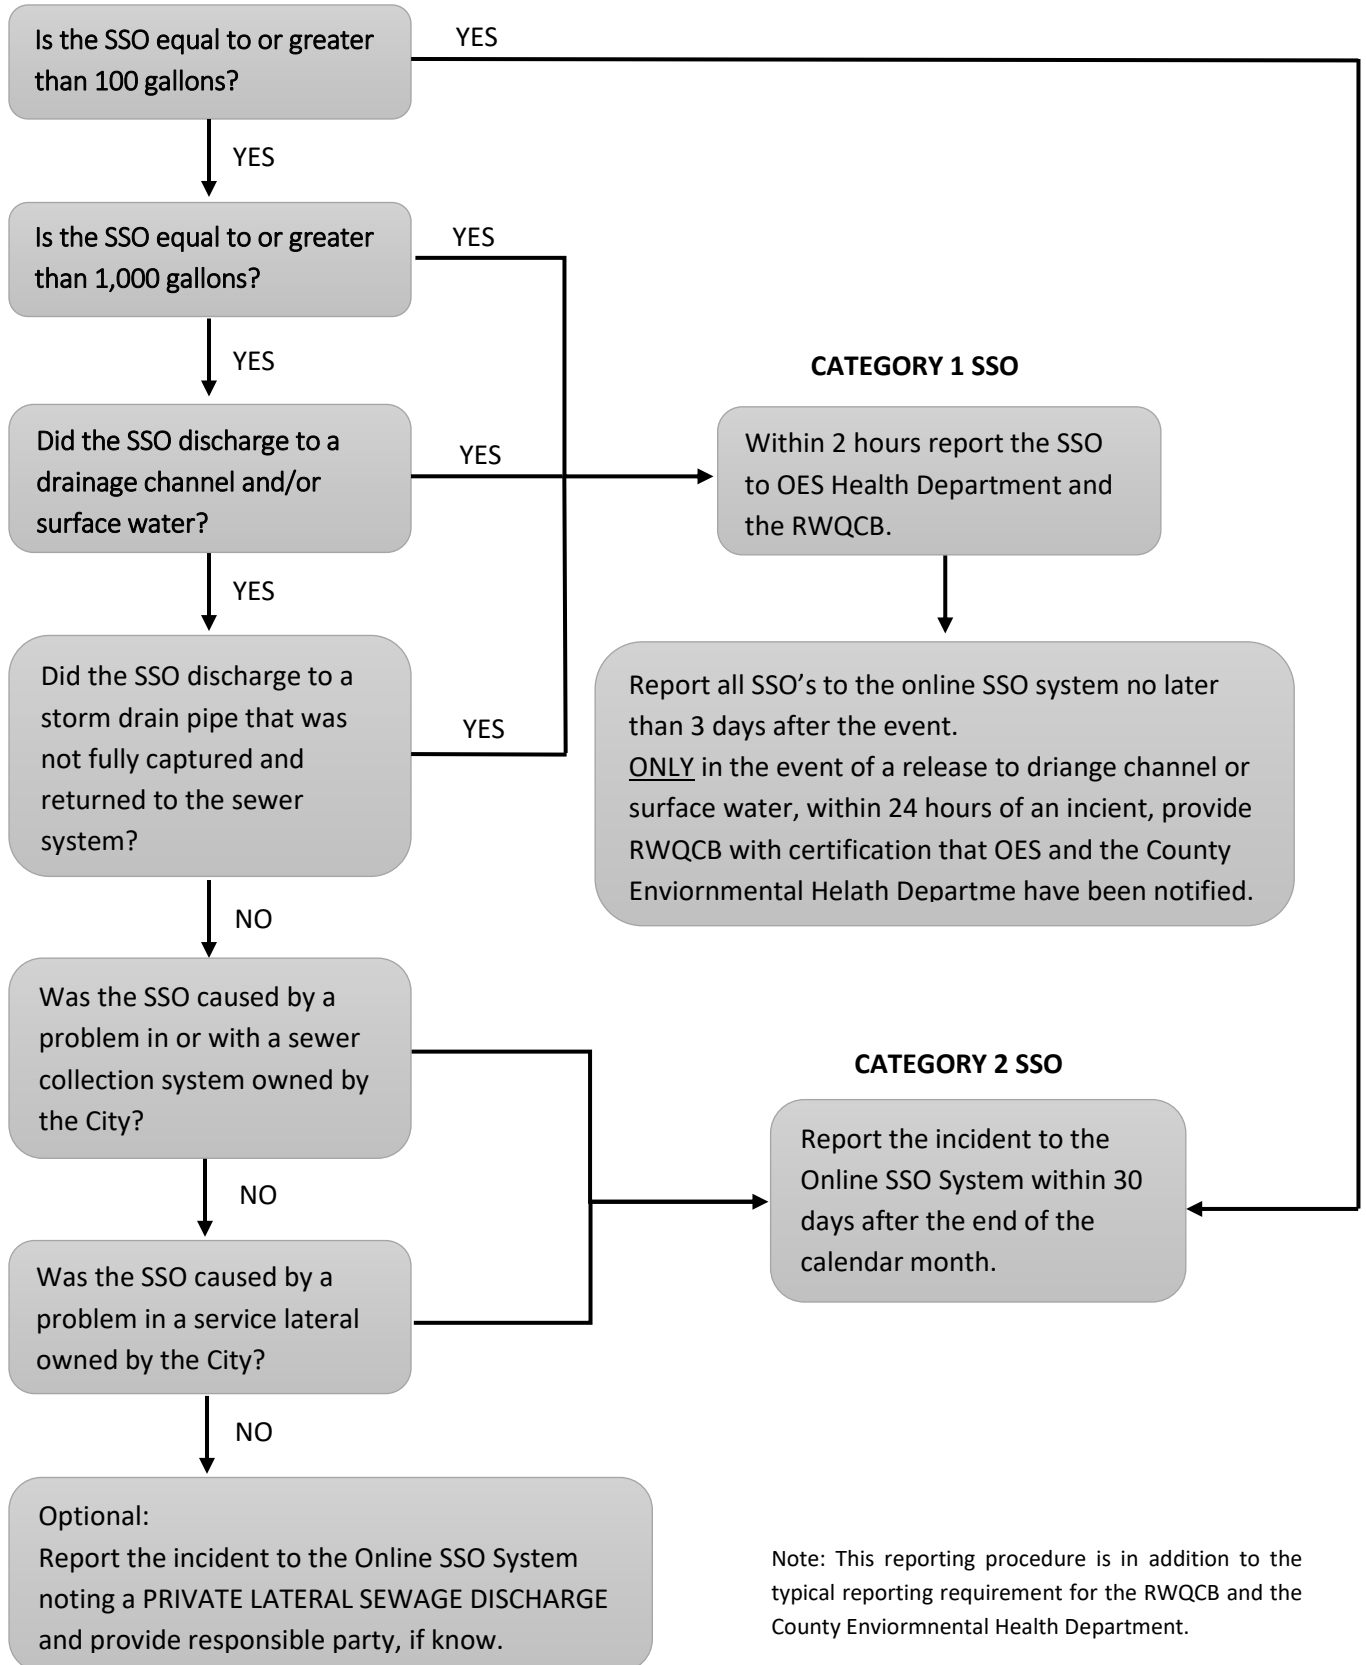 Is the SSO equal to or greater
than 100 gallons?
YES
YES
Is the SSO equal to or greater
than 1,000 gallons?
YES
YES
CATEGORY 1 SSO
Did the SSO discharge to a
drainage channel and/or
surface water?
YES
Within 2 hours report the SSO
to OES Health Department and
the RWQCB.
YES
Did the SSO discharge to a
storm drain pipe that was
not fully captured and
returned to the sewer
system?
YES
Report all SSO’s to the online SSO system no later
than 3 days after the event.
ONLY in the event of a release to driange channel or
surface water, within 24 hours of an incient, provide
RWQCB with certification that OES and the County
Enviornmental Helath Departme have been notified.
NO
Was the SSO caused by a
problem in or with a sewer
collection system owned by
the City?
CATEGORY 2 SSO
Report the incident to the
Online SSO System within 30
days after the end of the
calendar month.
NO
Was the SSO caused by a
problem in a service lateral
owned by the City?
NO
Optional:
Report the incident to the Online SSO System
noting a PRIVATE LATERAL SEWAGE DISCHARGE
and provide responsible party, if know.
Note: This reporting procedure is in addition to the
typical reporting requirement for the RWQCB and the
County Enviormnental Health Department.